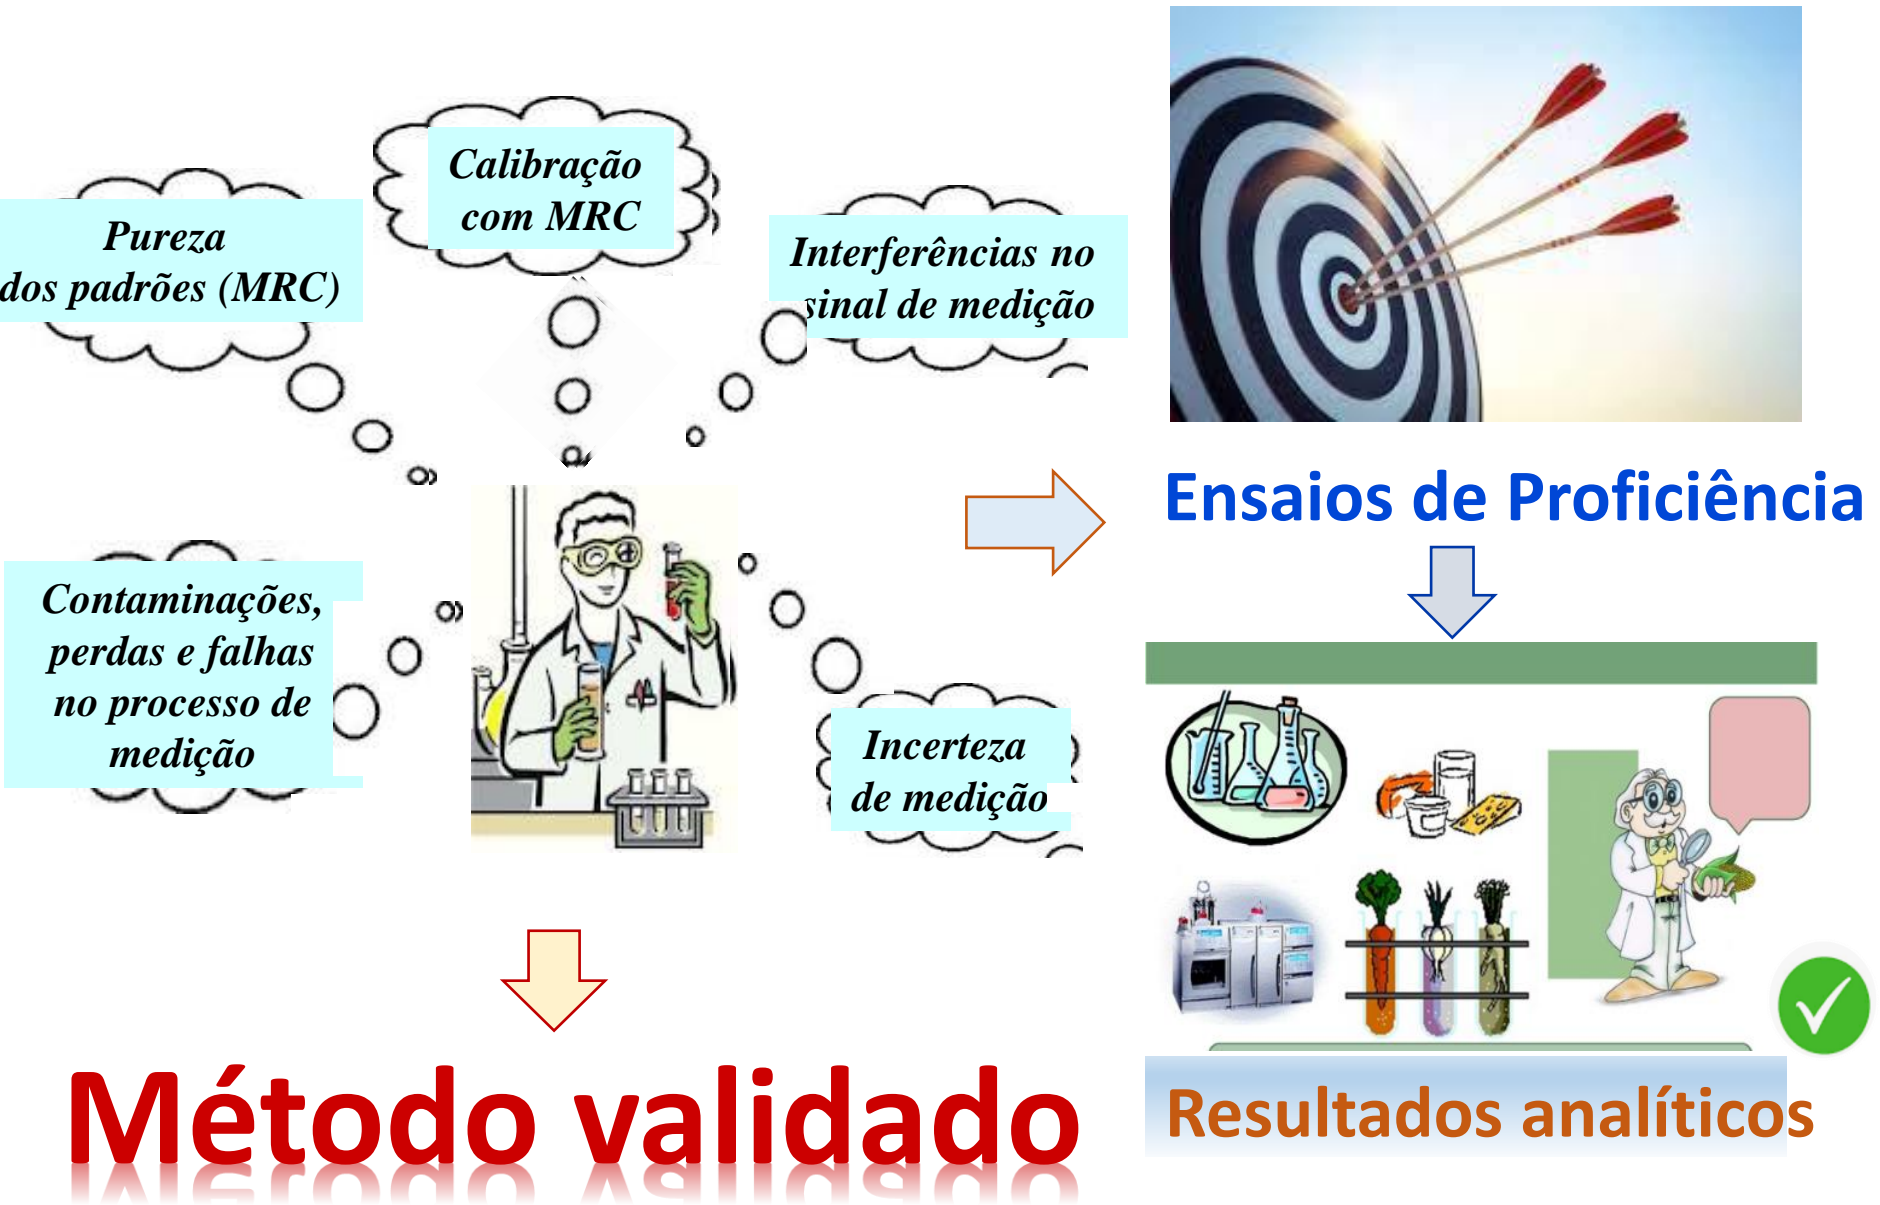 Calibração
com MRC
Pureza
dos padrões (MRC)
Interferências no
sinal de medição
Contaminações,
perdas e falhas
no processo de
medição
Incerteza
de medição
Método validado
Ensaios de Proficiência
Resultados analíticos